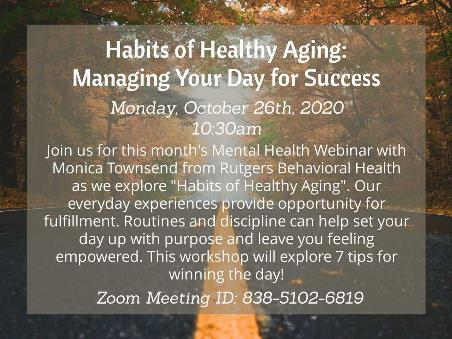 Habits of Healthy Aging:
Managing Your Day for Success
Monday, October 26th, 2020
10:30am
Join us for this month's Mental Health Webinar with
Monica Townsend from Rutgers Behavioral Health
as we explore "Habits of Healthy Aging". Our
everyday experiences provide opportunity for
fulfillment. Routines and discipline can help set your
day up with purpose and leave you feeling
empowered. This workshop will explore 7 tips for
winning the day!
Zoom Meeting ID: 838-5102-6819